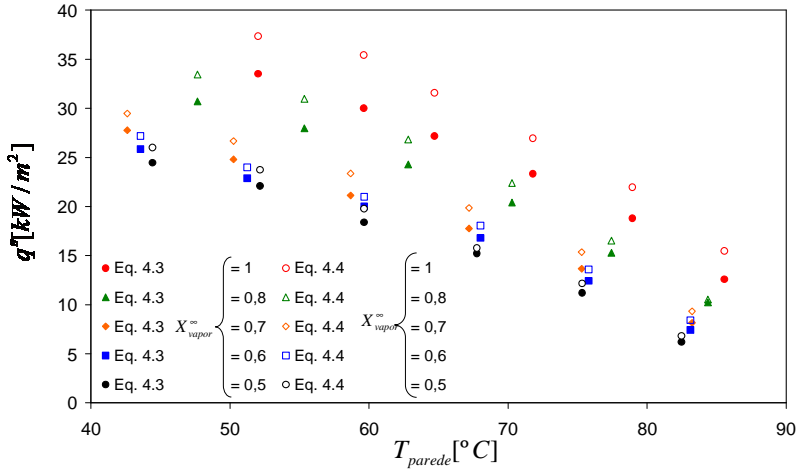 40
35
30
25
20
15
10
5
0
q"[kW/m²]
Eq. 4.3 = 1 Eq. 4.4 = 1
Eq. 4.3 = 0,8 Eq. 4.4 = 0,8
Eq. 4.3 X∞vapor = 0,7 Eq. 4.4 X∞vapor = 0,7
Eq. 4.3 = 0,6 Eq. 4.4 = 0,6
Eq. 4.3 = 0,5 Eq. 4.4 = 0,5
40 50 60 70 80 90
Tparede[°C]